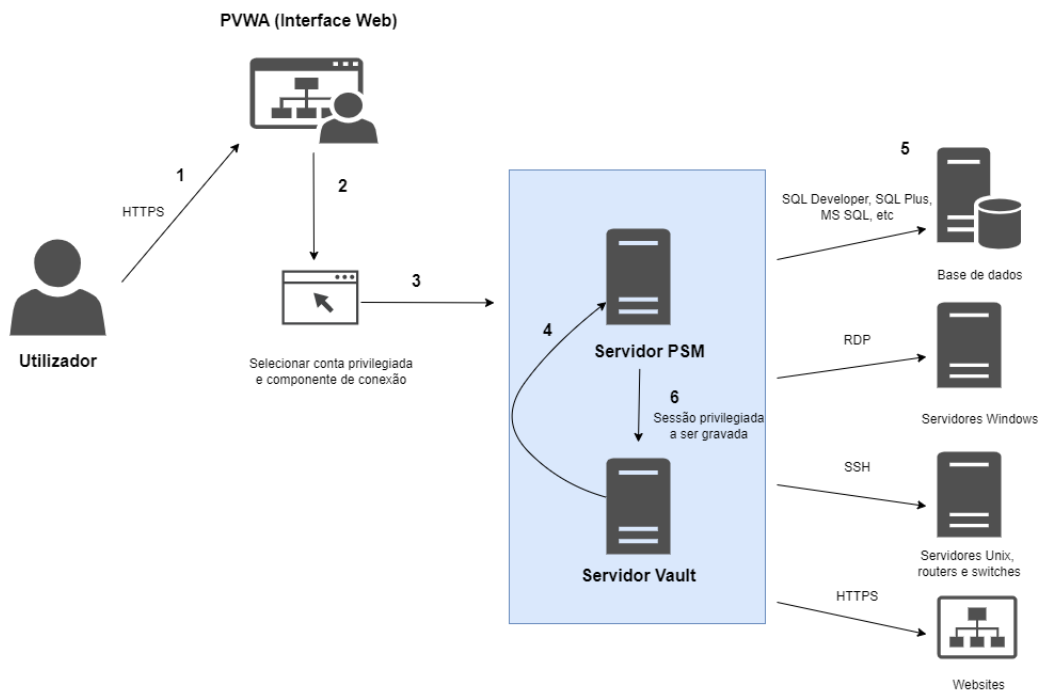 PVWA (Interface Web)
1
HTTPS
2
Utilizador
Selecionar conta privilegiada
e componente de conexão
3
4
Servidor PSM
6
Sessão privilegiada
a ser gravada
Servidor Vault
5
SQL Developer, SQL Plus,
MS SQL, etc
Base de dados
RDP
Servidores Windows
SSH
Servidores Unix,
routers e switches
HTTPS
Websites